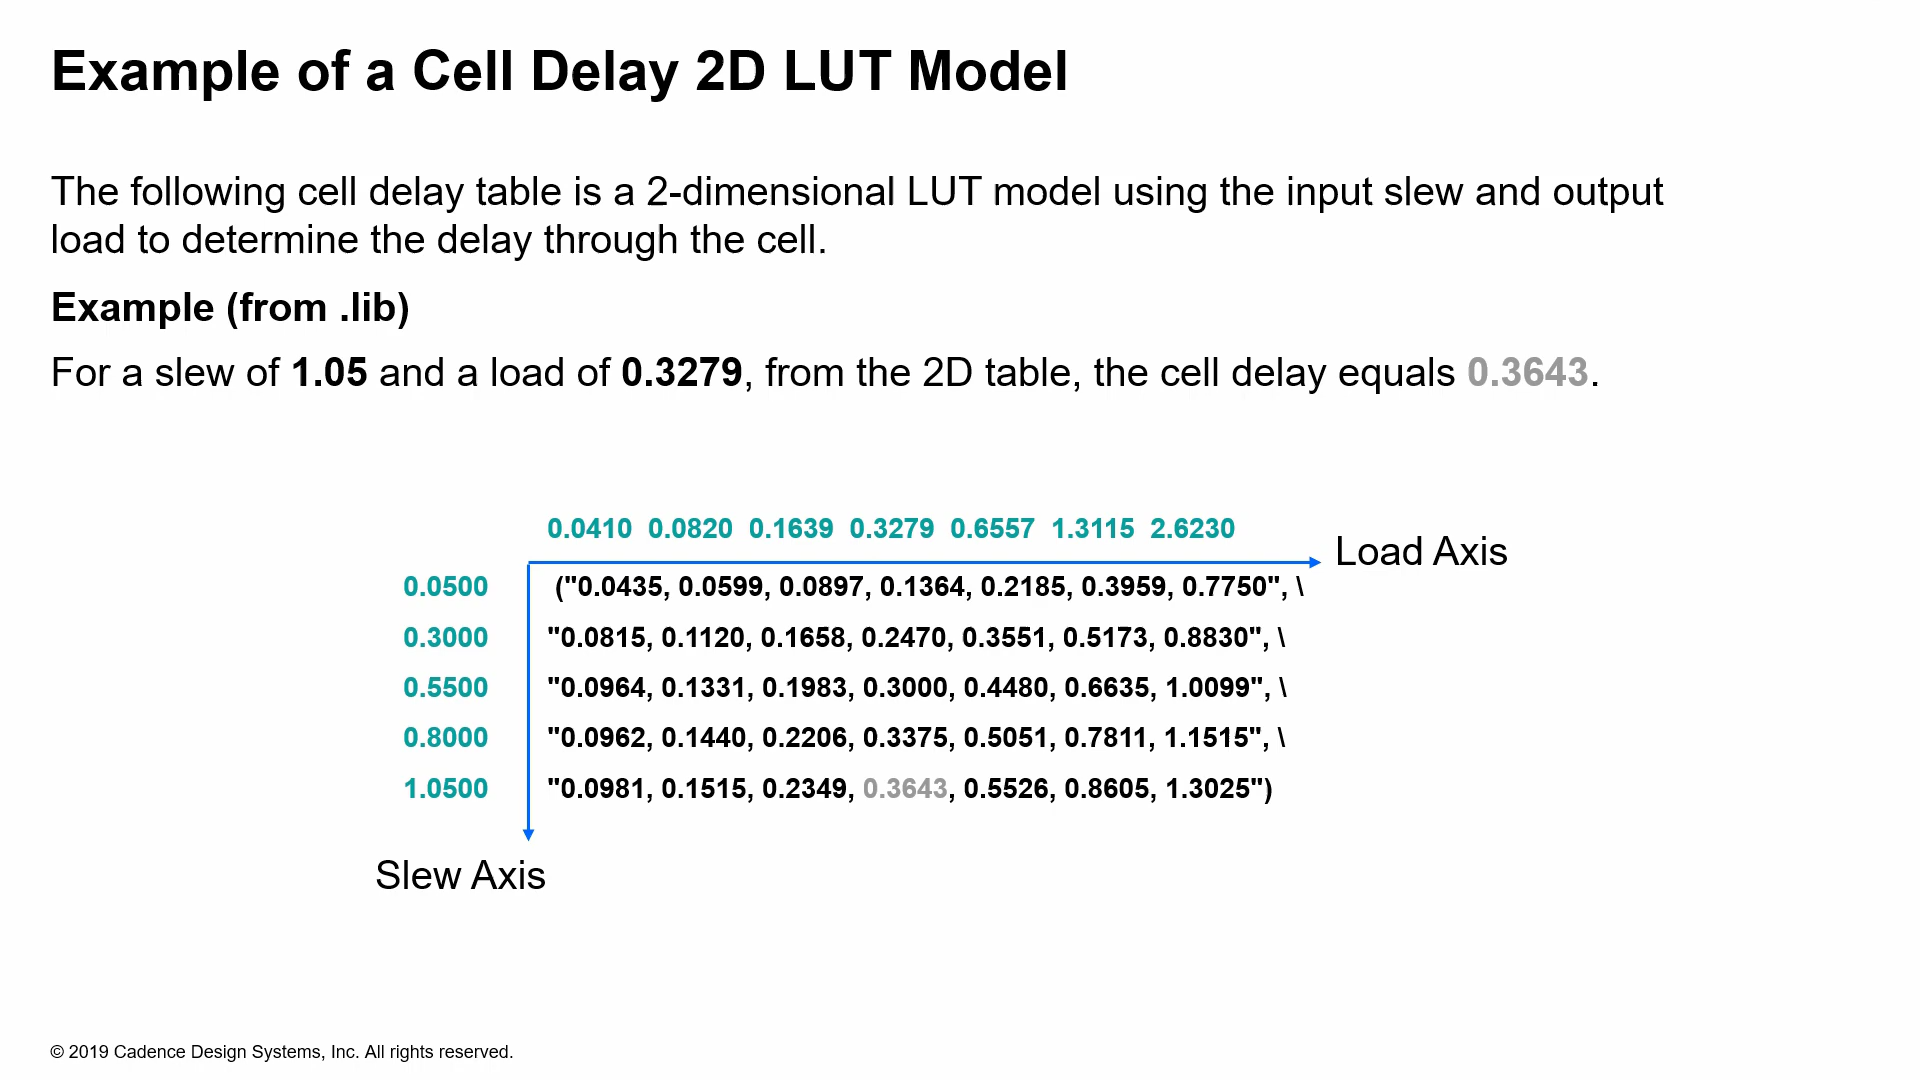 Example of a Cell Delay 2D LUT Model
The following cell delay table is a 2-dimensional LUT model using the input slew and output
load to determine the delay through the cell.
Example (from .lib)
For a slew of 1.05 and a load of 0.3279, from the 2D table, the cell delay equals 0.3643.
0.0410 0.0820 0.1639 0.3279 0.6557 1.3115 2.6230
Load Axis
0.0500 ("0.0435, 0.0599, 0.0897, 0.1364, 0.2185, 0.3959, 0.7750", \
0.3000 "0.0815, 0.1120, 0.1658, 0.2470, 0.3551, 0.5173, 0.8830", \
0.5500 "0.0964, 0.1331, 0.1983, 0.3000, 0.4480, 0.6635, 1.0099", \
0.8000 "0.0962, 0.1440, 0.2206, 0.3375, 0.5051, 0.7811, 1.1515", \
1.0500 "0.0981, 0.1515, 0.2349, 0.3643, 0.5526, 0.8605, 1.3025")
Slew Axis
© 2019 Cadence Design Systems, Inc. All rights reserved.